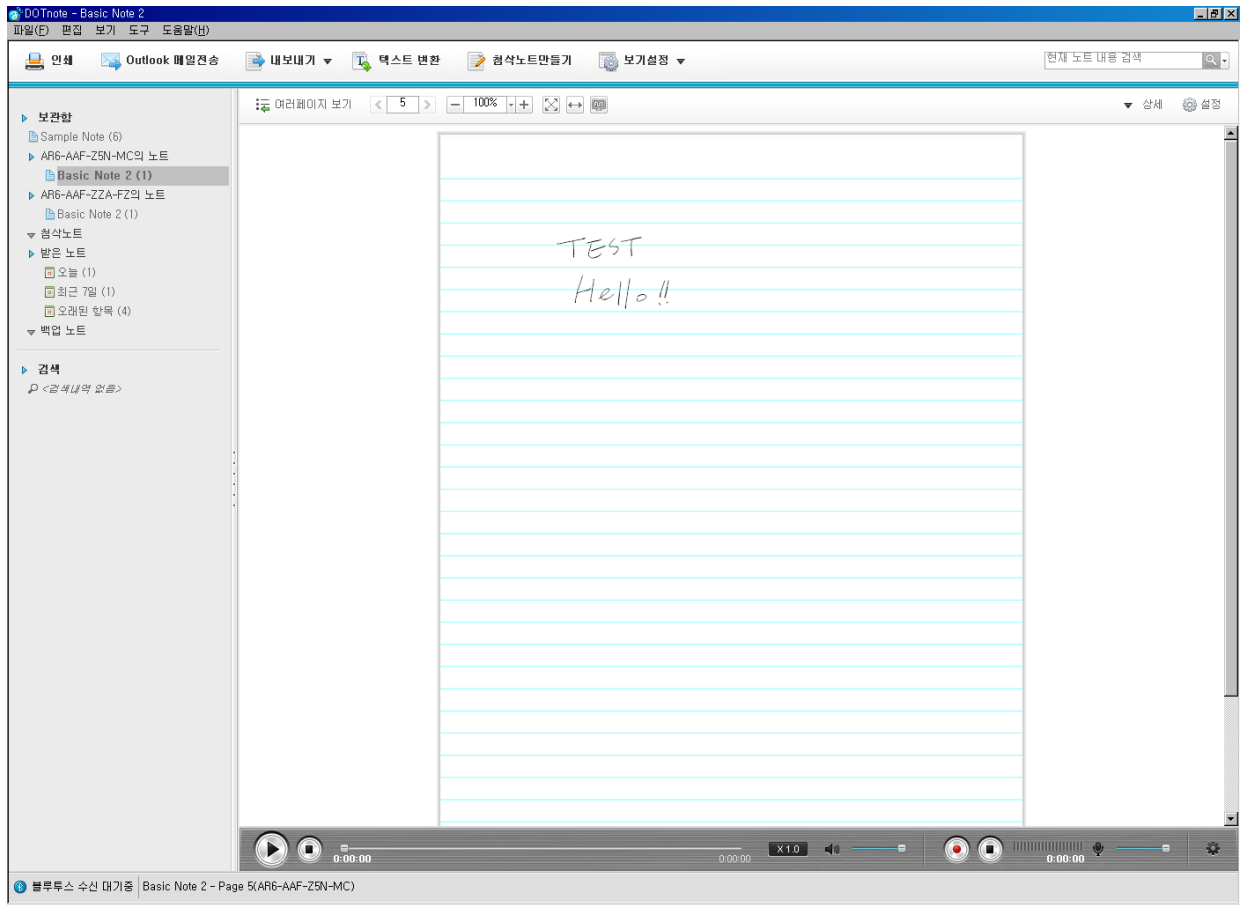 DOTnote - Basic Note 2
파일(F) 편집 보기 도구 도움말(H)
인쇄 Outlook 메일전송 내보내기 텍스트 변환 첨삭노트만들기 보기설정 현재 노트 내용 검색
여러페이지 보기 5 100% 상세 설정
보관함
Sample Note (6)
AR6-AAF-Z5N-MC의 노트
Basic Note 2 (1)
AR6-AAF-ZZA-FZ의 노트
Basic Note 2 (1)
첨삭노트
받은 노트
오늘 (1)
최근 7일 (1)
오래된 항목 (4)
백업 노트
검색
<검색내역 없음>
TEST
Hello!!
0:00:00 0:00:00 X 1.0 0:00:00
블루투스 수신 대기중 Basic Note 2 - Page 5(AR6-AAF-Z5N-MC)